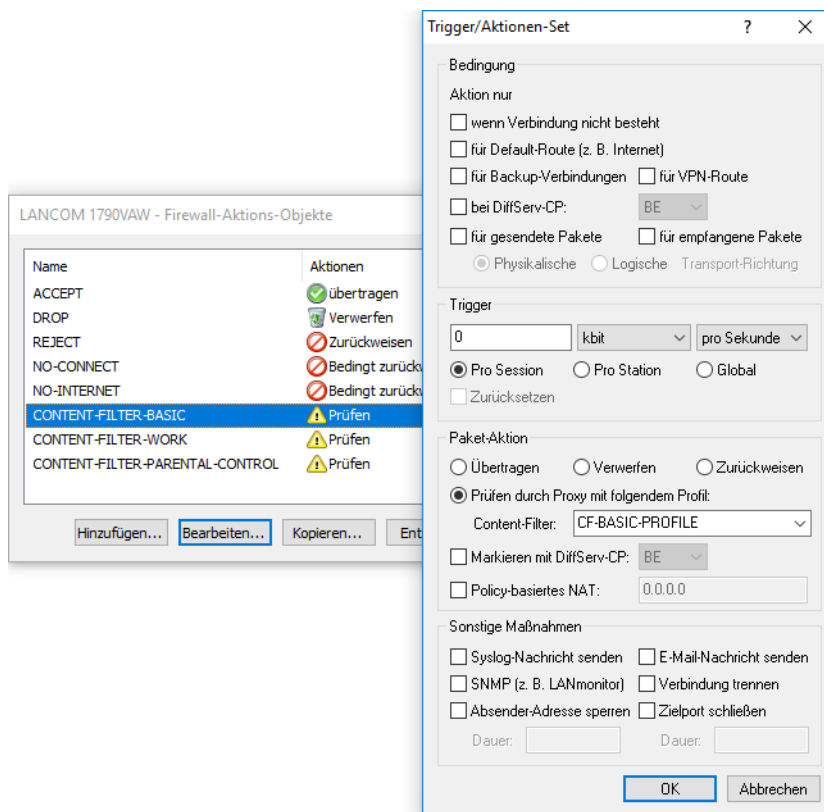 LANCOM 1790VAW - Firewall-Aktions-Objekte
Name Aktionen
ACCEPT übertragen
DROP Verwerfen
REJECT Zurückweisen
NO-CONNECT Bedingt zurückw
NO-INTERNET Bedingt zurückw
CONTENT-FILTER-BASIC Prüfen
CONTENT-FILTER-WORK Prüfen
CONTENT-FILTER-PARENTAL-CONTROL Prüfen
Hinzufügen... Bearbeiten... Kopieren... Ent
Trigger/Aktionen-Set ?
Bedingung
Aktion nur
wenn Verbindung nicht besteht
für Default-Route (z. B. Internet)
für Backup-Verbindungen für VPN-Route
bei DiffServ-CP: BE
für gesendete Pakete für empfangene Pakete
Physikalische Logische Transport-Richtung
Trigger
0 kbit pro Sekunde
Pro Session Pro Station Global
Zurücksetzen
Paket-Aktion
Übertragen Verwerfen Zurückweisen
Prüfen durch Proxy mit folgendem Profil:
Content-Filter: CF-BASIC-PROFILE
Markieren mit DiffServ-CP: BE
Policy-basiertes NAT: 0.0.0.0
Sonstige Maßnahmen
Syslog-Nachricht senden E-Mail-Nachricht senden
SNMP (z. B. LANmonitor) Verbindung trennen
Absender-Adresse sperren Zielport schließen
Dauer: Dauer:
OK Abbrechen